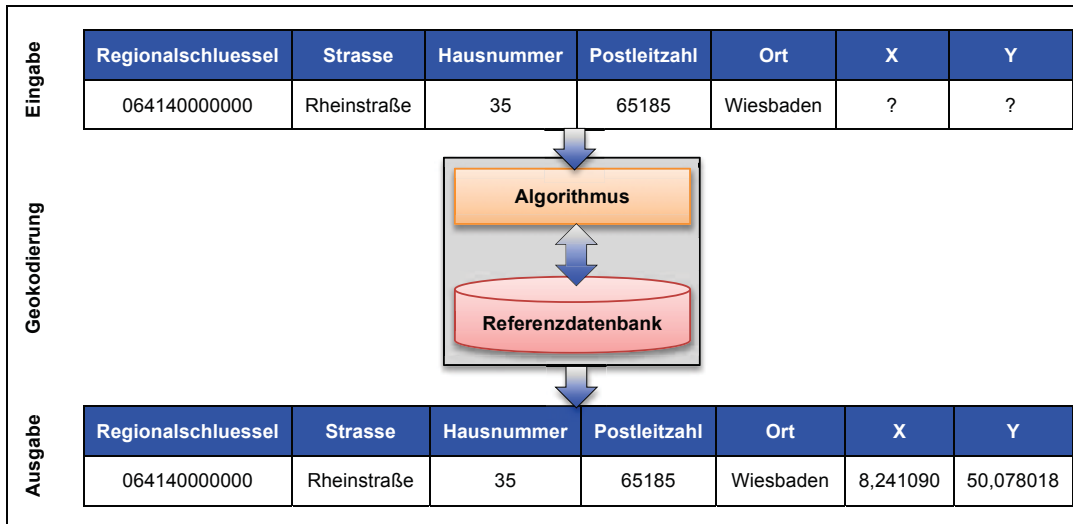 Eingabe
Regionalschluessel Strasse Hausnummer Postleitzahl Ort X Y
064140000000 Rheinstraße 35 65185 Wiesbaden ? ?
Geokodierung
Algorithmus
Referenzdatenbank
Ausgabe
Regionalschluessel Strasse Hausnummer Postleitzahl Ort X Y
064140000000 Rheinstraße 35 65185 Wiesbaden 8,241090 50,078018